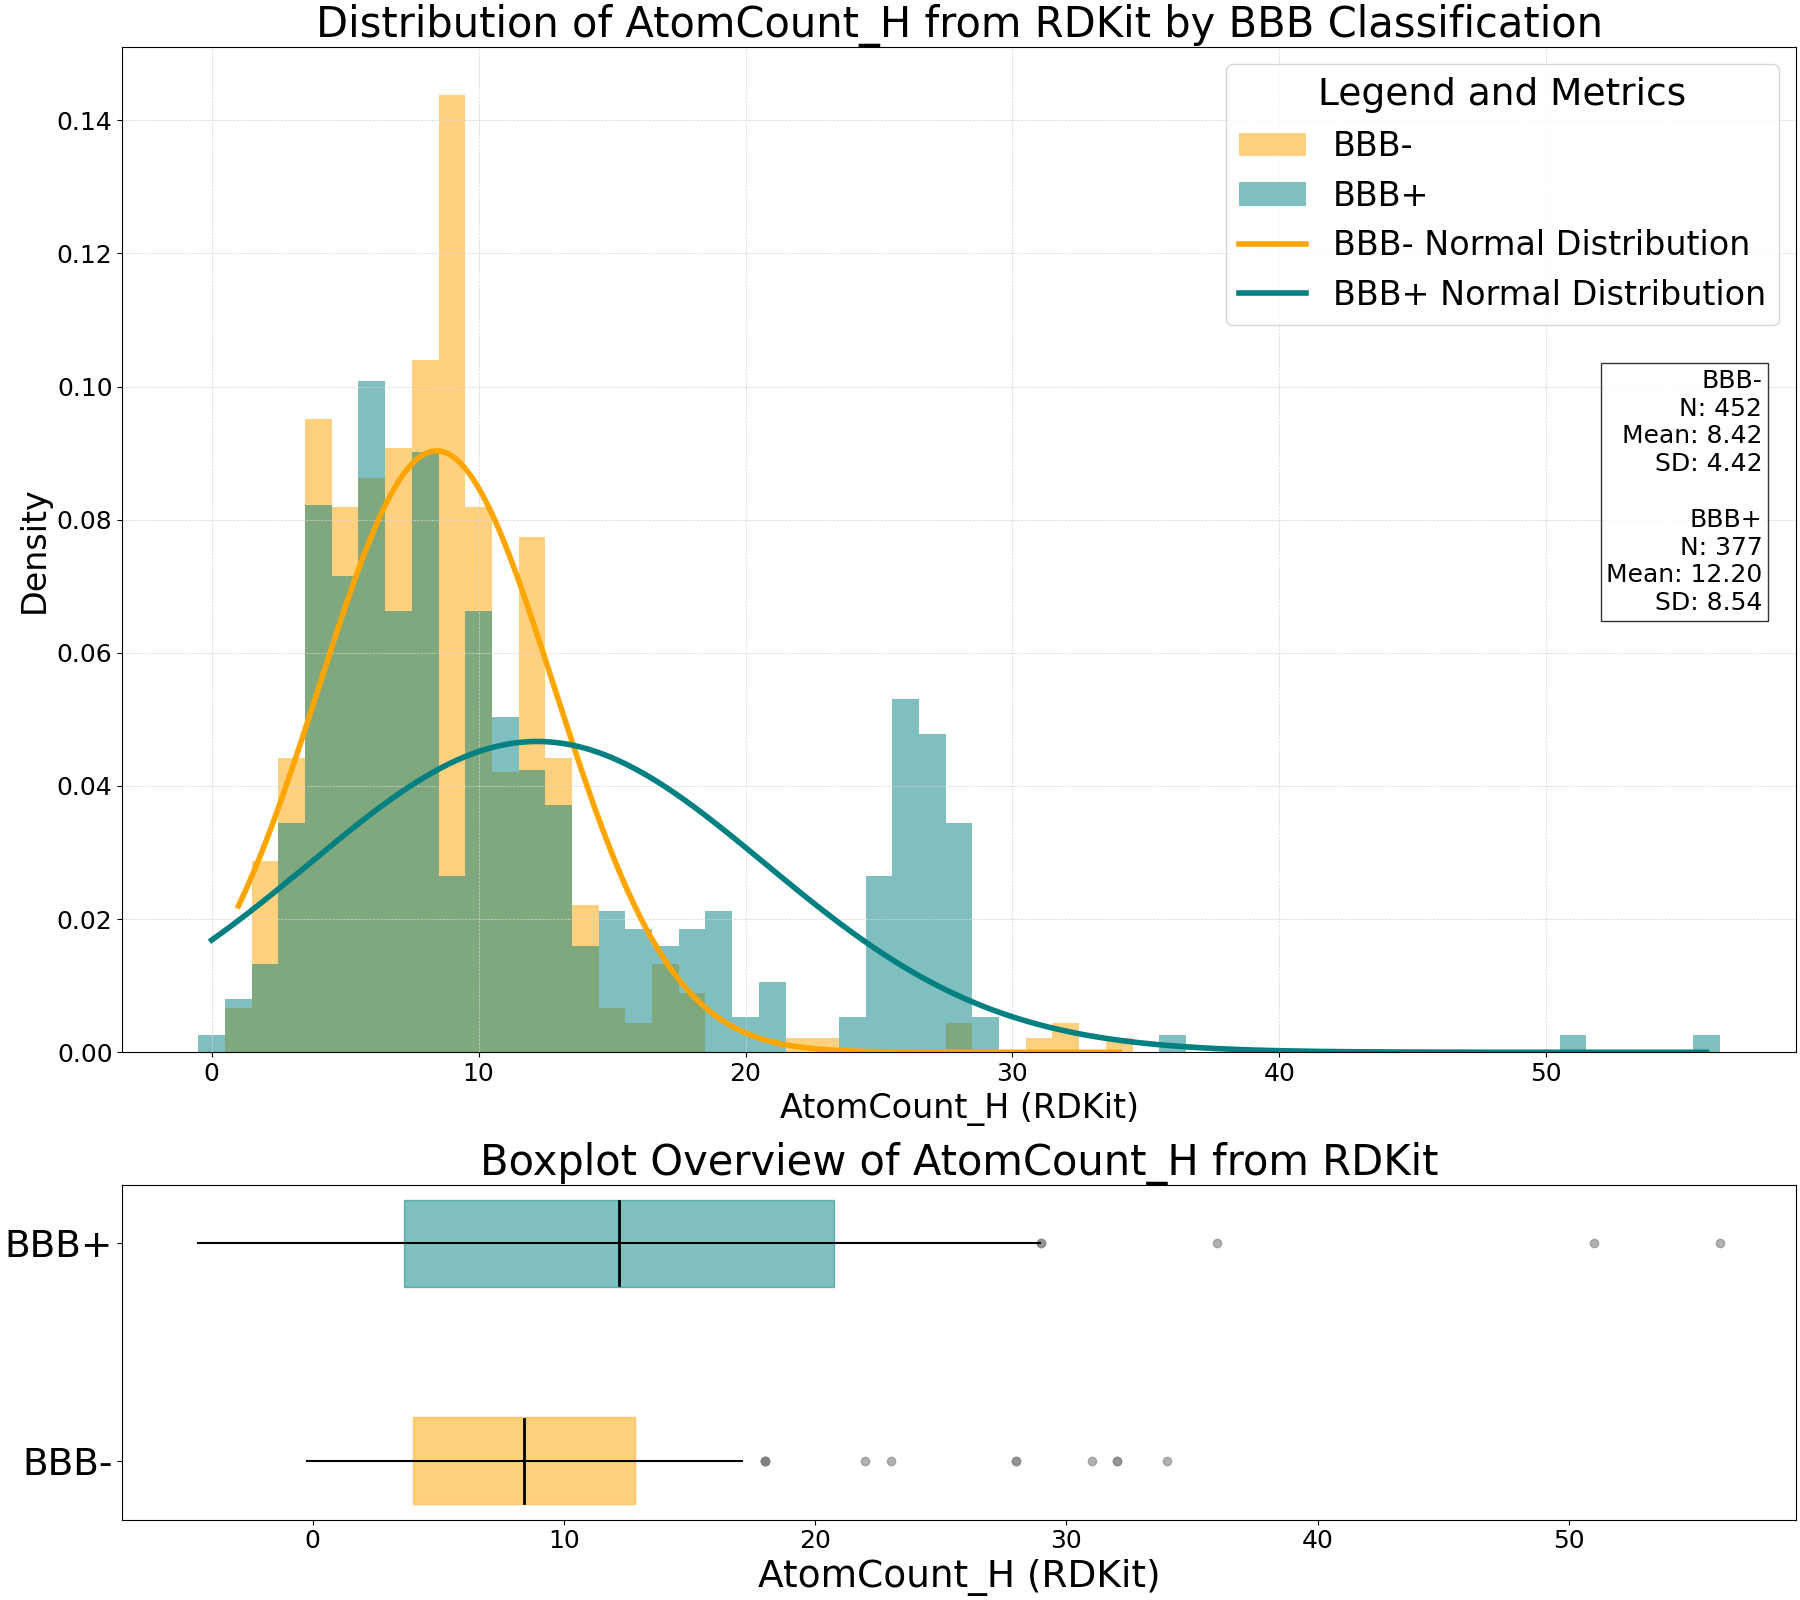 Distribution of AtomCount_H from RDKit by BBB Classification
Legend and Metrics
BBB-
BBB+
BBB- Normal Distribution
BBB+ Normal Distribution
BBB-
N: 452
Mean: 8.42
SD: 4.42
BBB+
N: 377
Mean: 12.20
SD: 8.54
Density
0.14
0.12
0.10
0.08
0.06
0.04
0.02
0.00
0 10 20 30 40 50
AtomCount_H (RDKit)
Boxplot Overview of AtomCount_H from RDKit
BBB+
BBB-
0 10 20 30 40 50
AtomCount_H (RDKit)